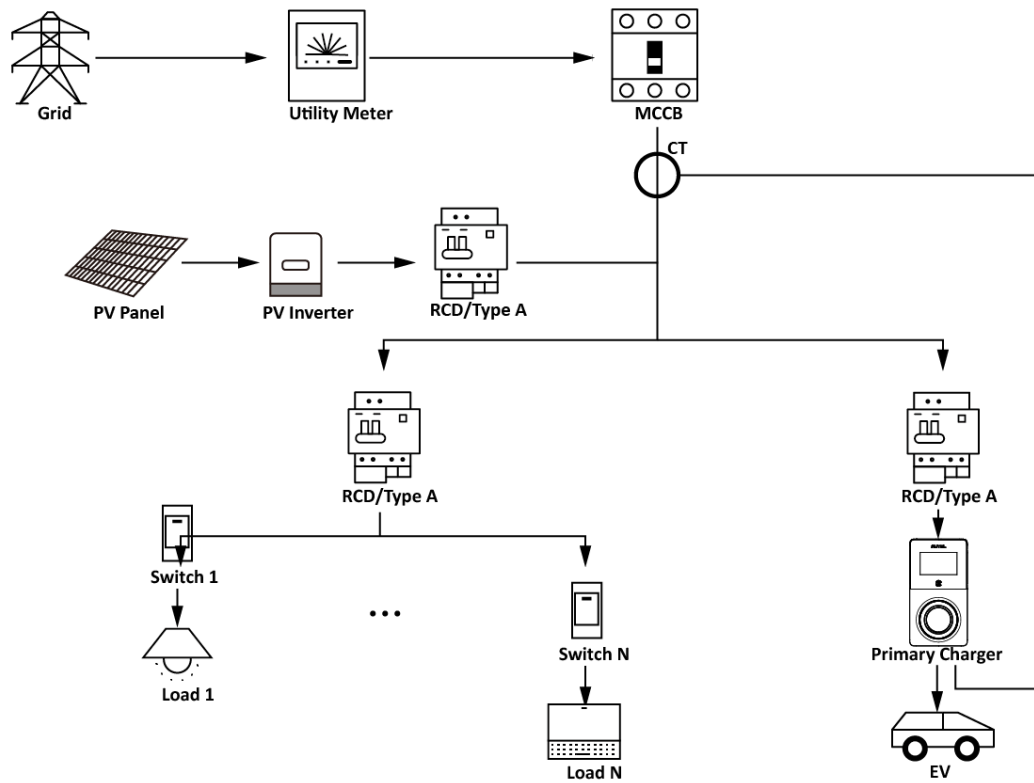 Grid
Utility Meter
MCCB
CT
PV Panel
PV Inverter
RCD/Type A
RCD/Type A
RCD/Type A
Switch 1
Switch N
Primary Charger
Load 1
Load N
EV